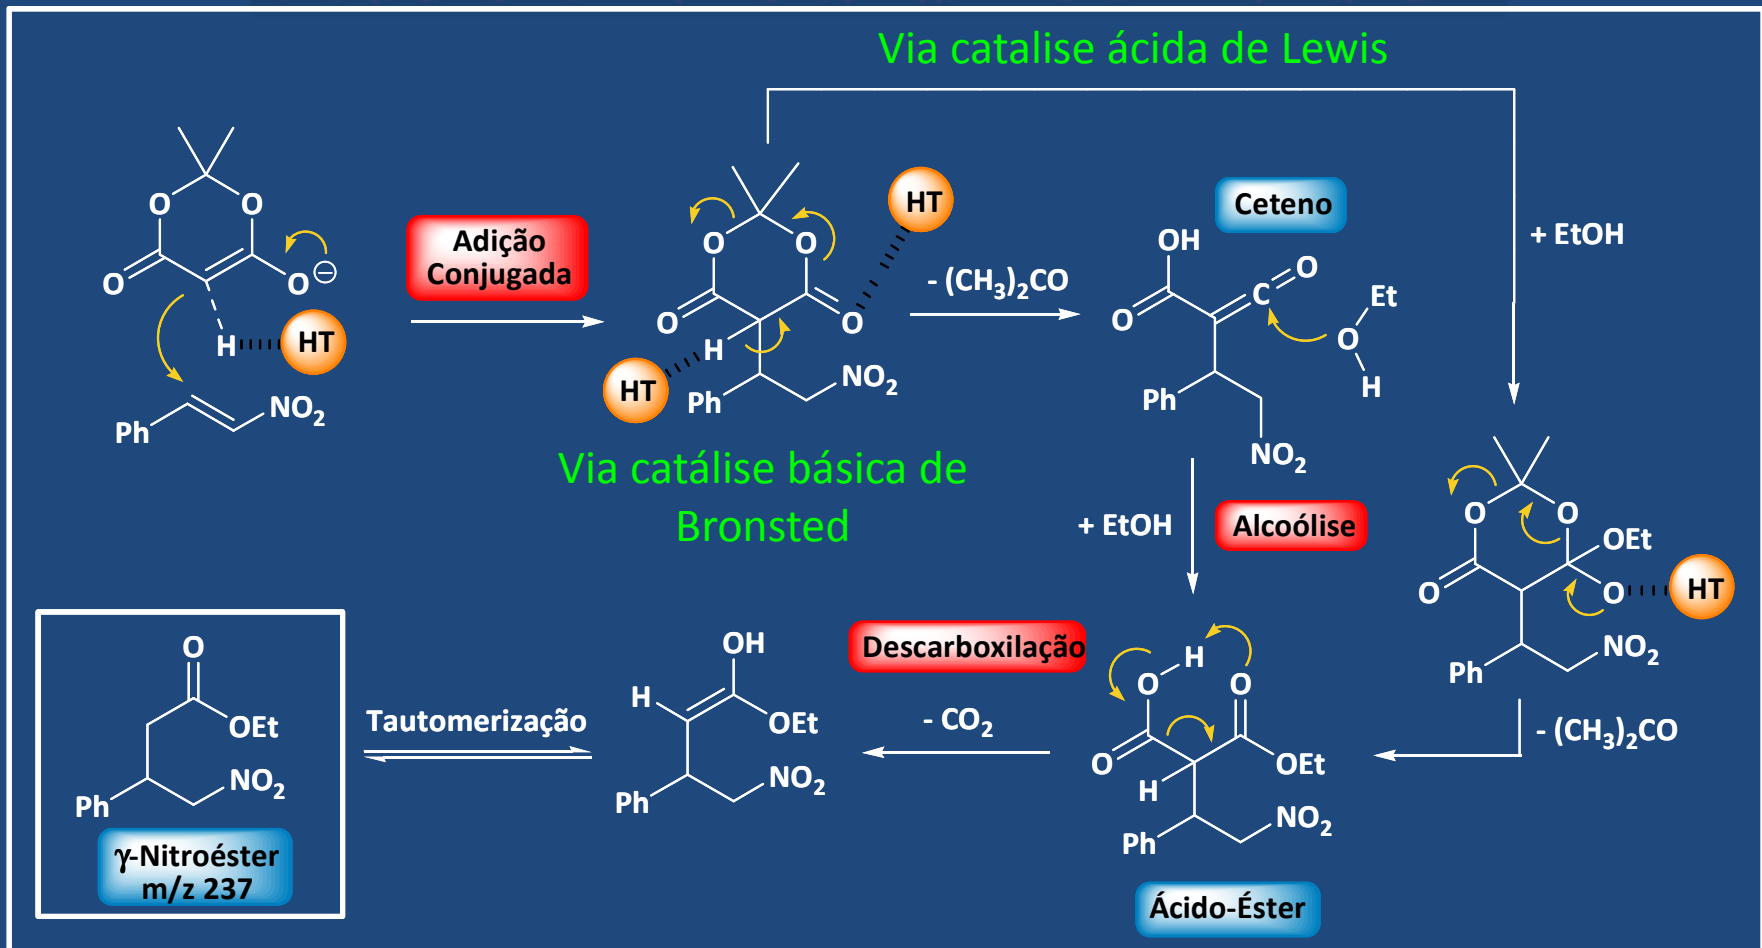 Via catalise ácida de Lewis
O
O
O
O
⊖
H
HT
Ph
NO2
Adição
Conjugada
HT
O
O
O
O
H
HT
Ph
NO2
- (CH3)2CO
Ceteno
OH
O
O
C
Et
O
H
Ph
NO2
+ EtOH
Via catálise básica de
Bronsted
+ EtOH
Alcoólise
O
O
OEt
O
O
HT
Ph
NO2
- (CH3)2CO
Descarboxilação
- CO2
H
O
O
O
OEt
H
Ph
NO2
Ácido-Éster
OH
H
OEt
NO2
Ph
Tautomerização
O
OEt
NO2
Ph
γ-Nitroéster
m/z 237